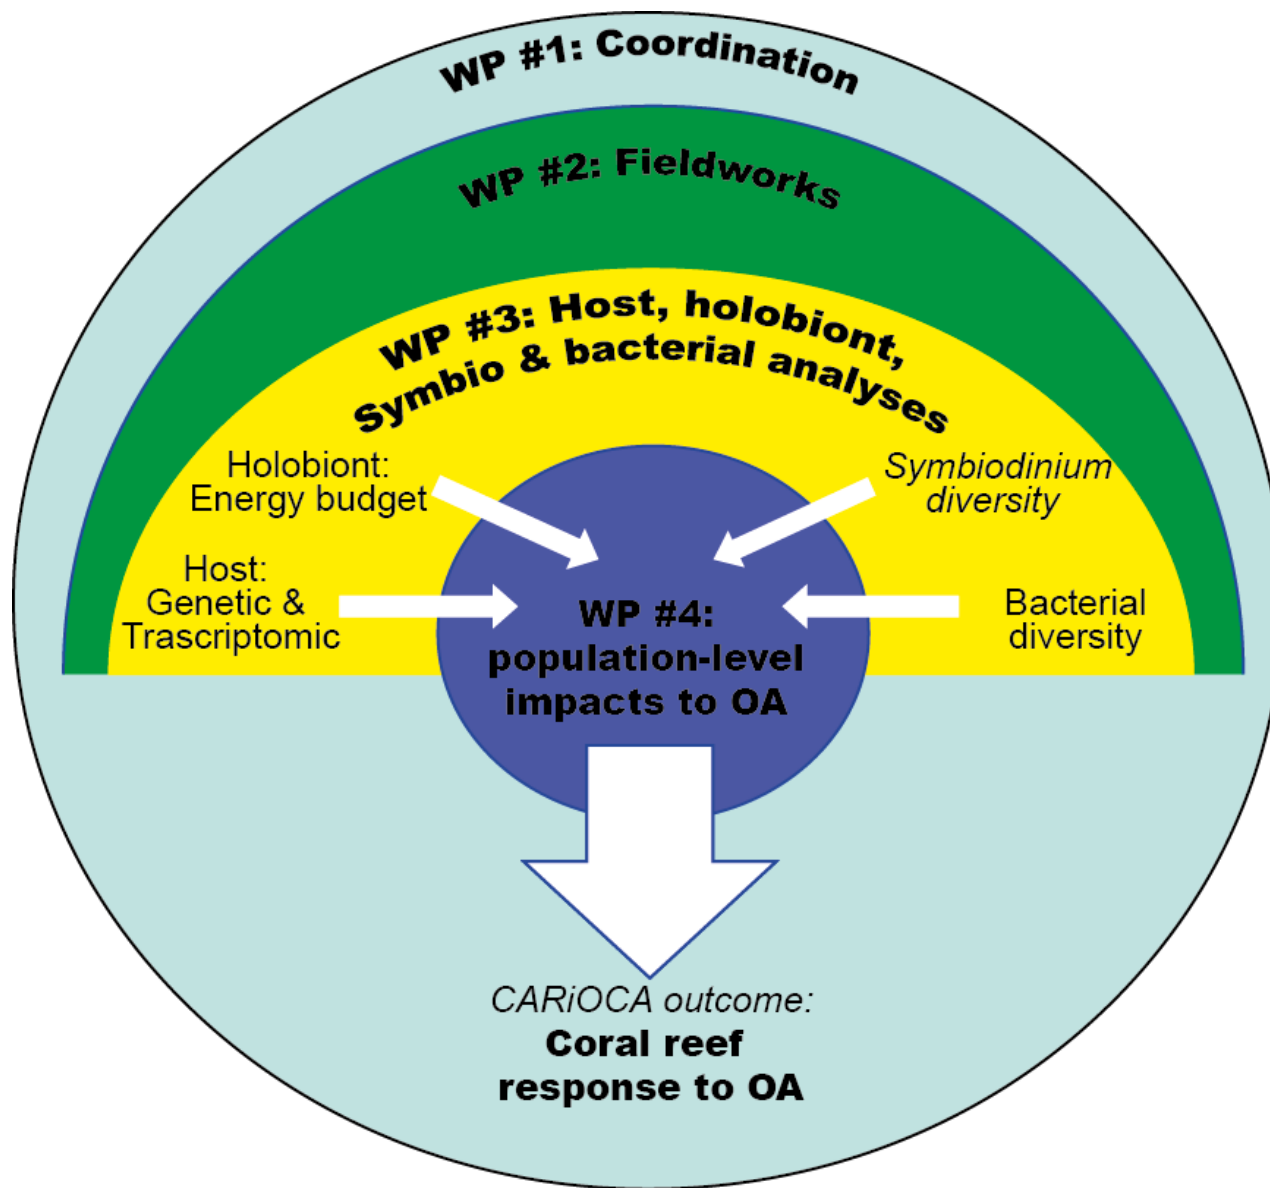 WP #1: Coordination
WP #2: Fieldworks
WP #3: Host, holobiont,
Symbio & bacterial analyses
Holobiont:
Energy budget
Symbiodinium
diversity
Host:
Genetic &
Trascriptomic
Bacterial
diversity
WP #4:
population-level
impacts to OA
CARiOCA outcome:
Coral reef
response to OA